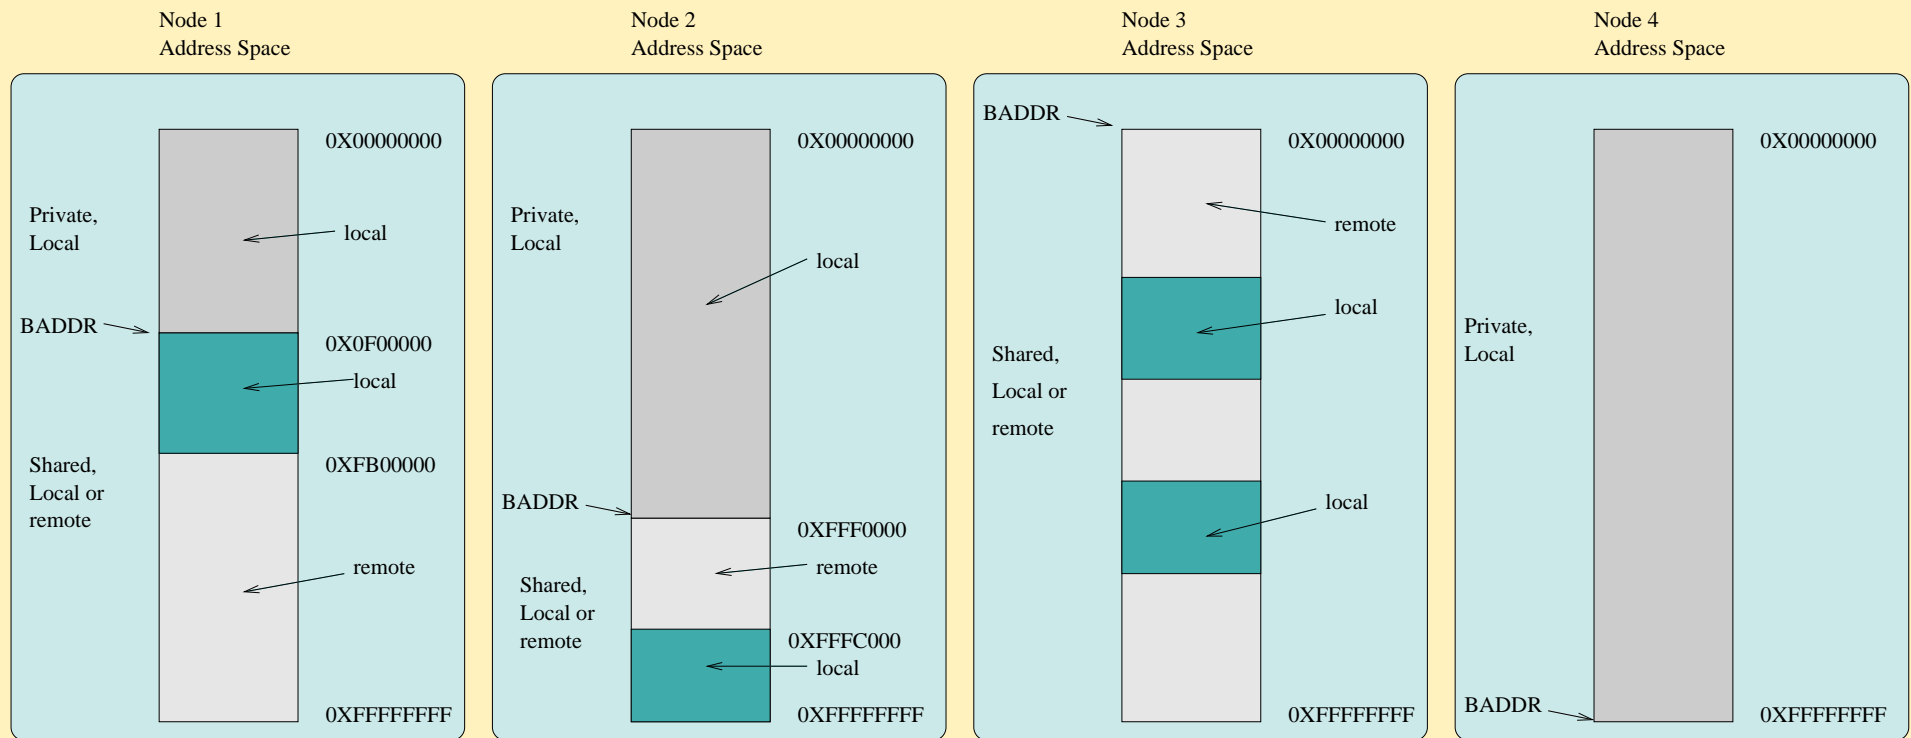 Node 1
Address Space
0X00000000
Private,
Local
local
BADDR
0X0F00000
local
0XFB00000
Shared,
Local or
remote
remote
0XFFFFFFFF
Node 2
Address Space
0X00000000
Private,
Local
local
BADDR
0XFFF0000
remote
Shared,
Local or
remote
0XFFFC000
local
0XFFFFFFFF
Node 3
Address Space
BADDR
0X00000000
remote
local
Shared,
Local or
remote
local
0XFFFFFFFF
Node 4
Address Space
0X00000000
Private,
Local
BADDR
0XFFFFFFFF